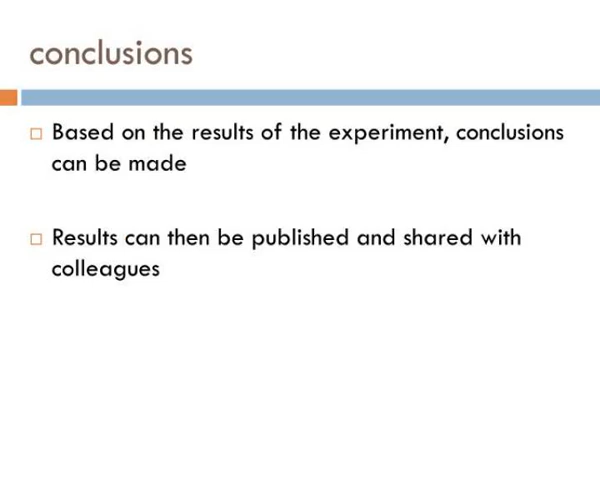 conclusions
Based on the results of the experiment, conclusions
can be made
Results can then be published and shared with
colleagues